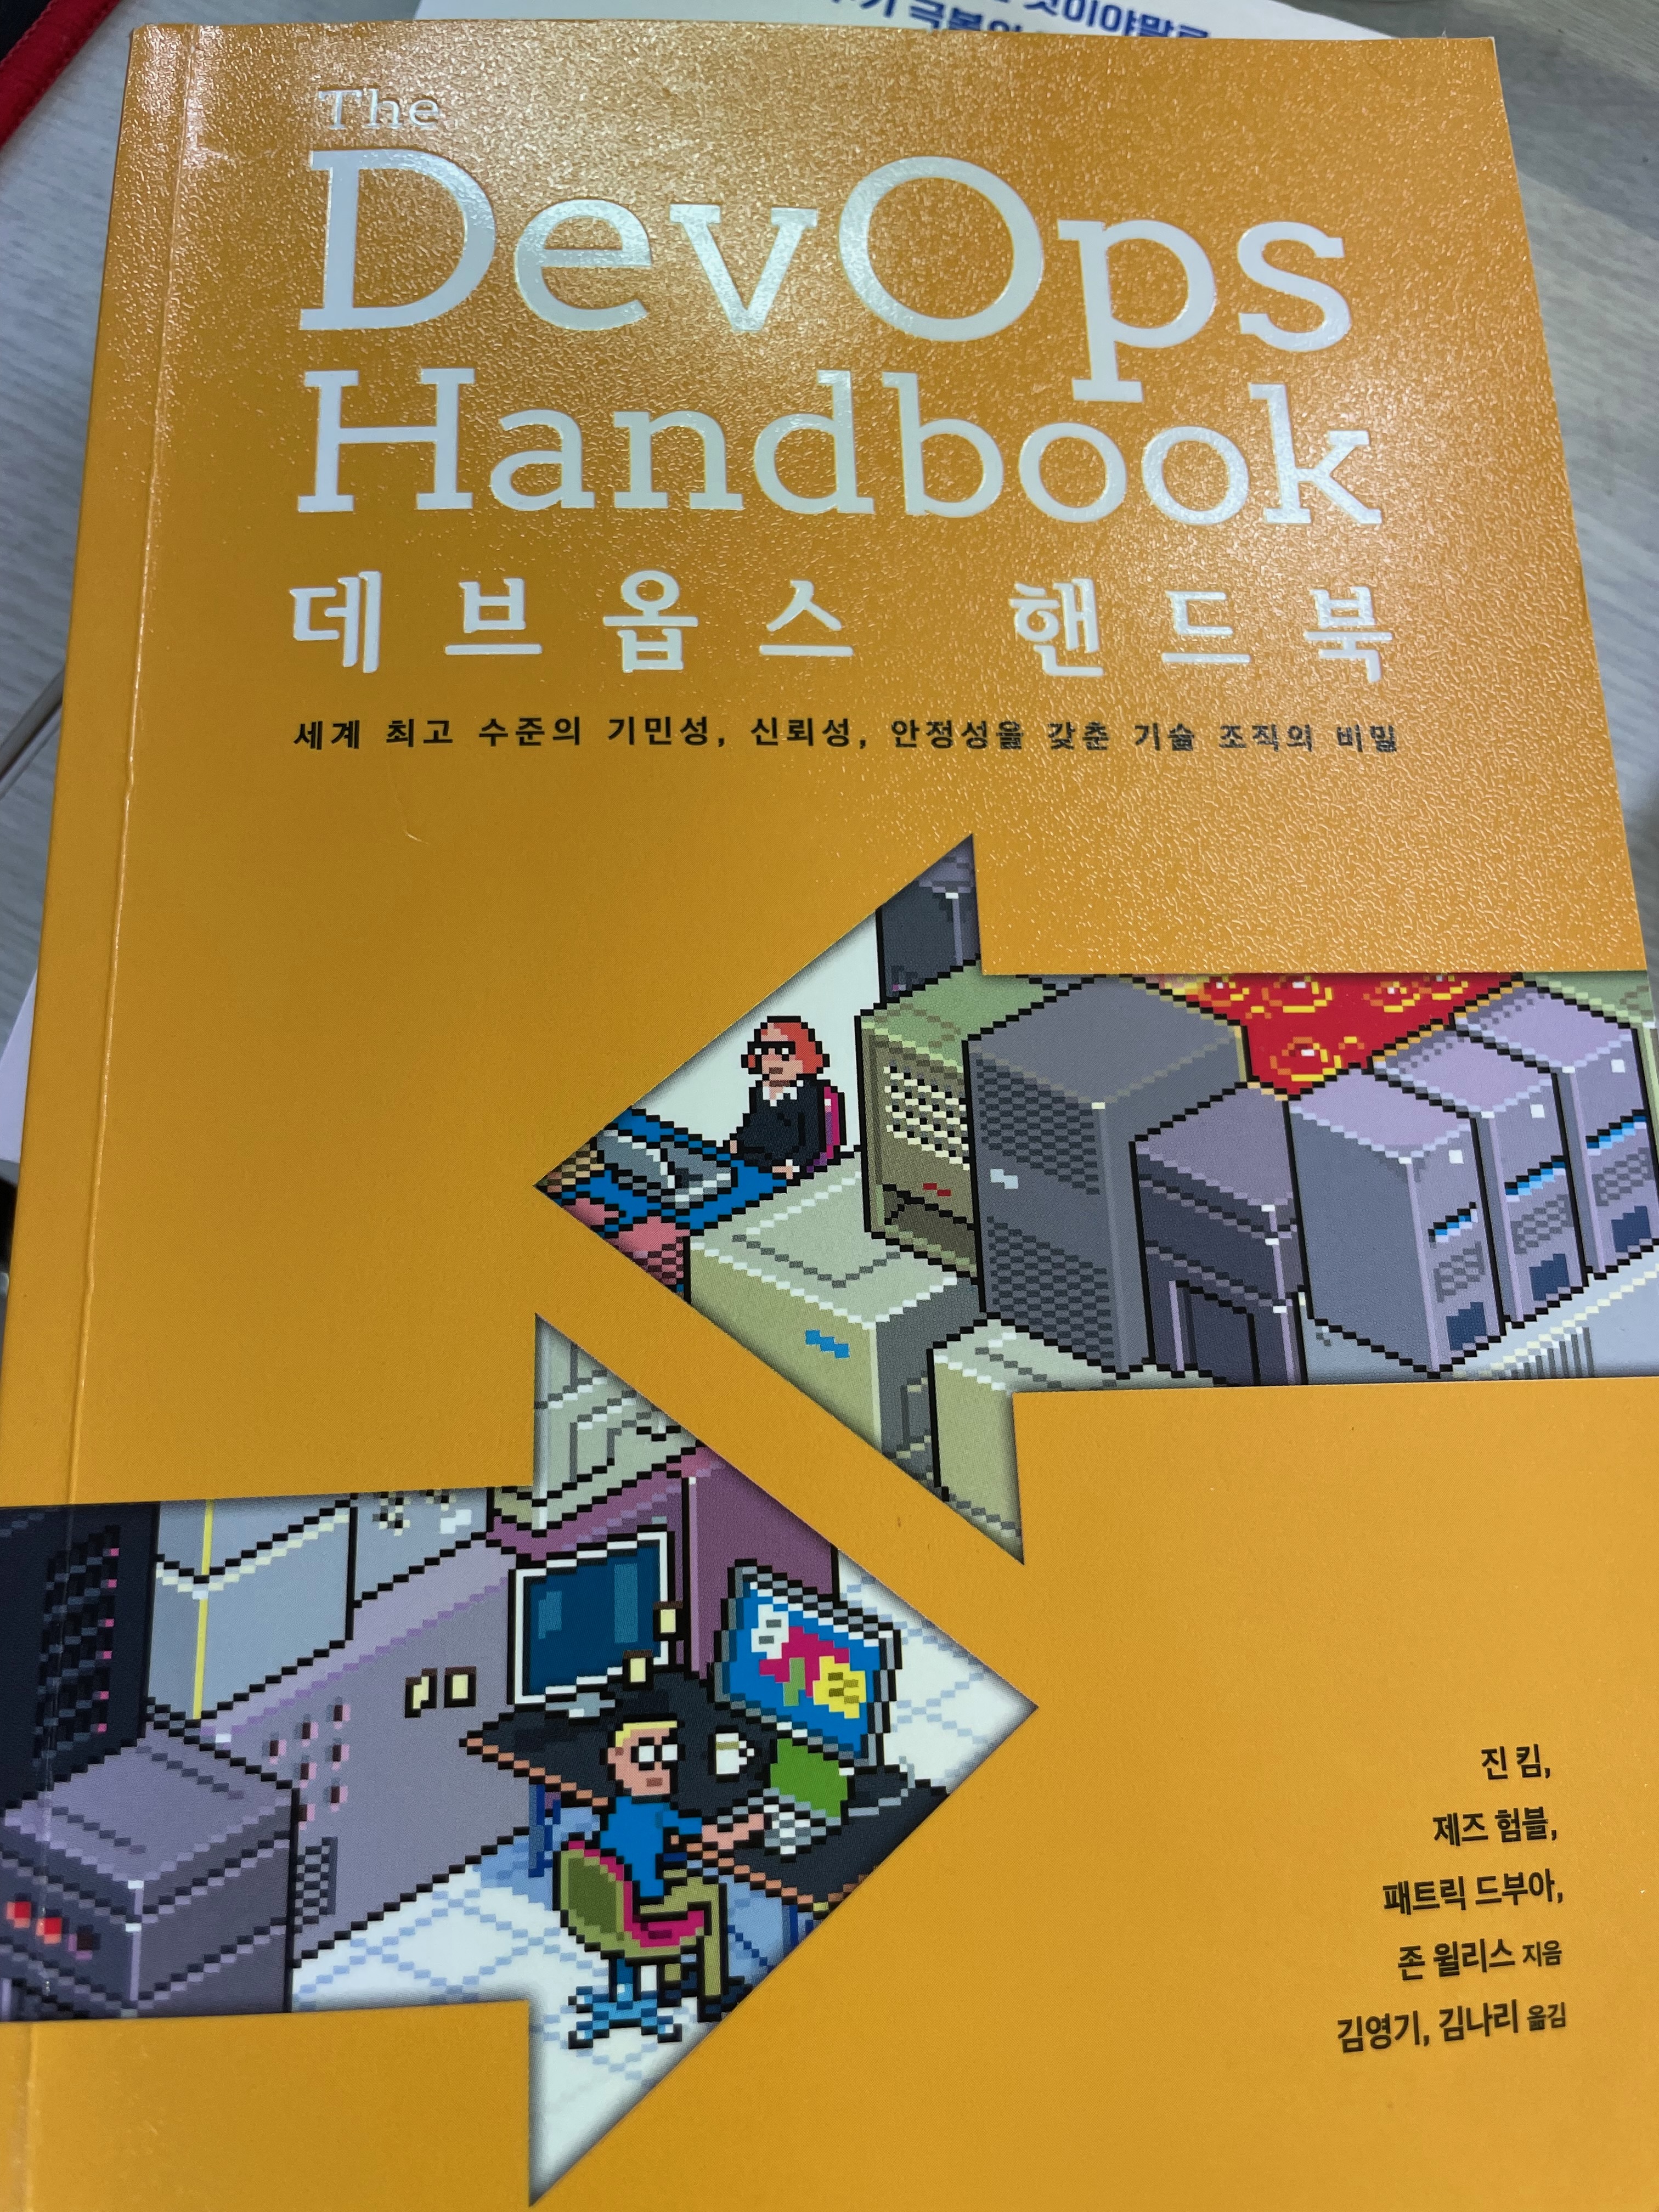 The
DevOps
Handbook
데브옵스 핸드북
세계 최고 수준의 기민성, 신뢰성, 안정성을 갖춘 기술 조직의 비밀
진 킴,
제즈 험블,
패트릭 드부아,
존 윌리스 지음
김영기, 김나리 옮김